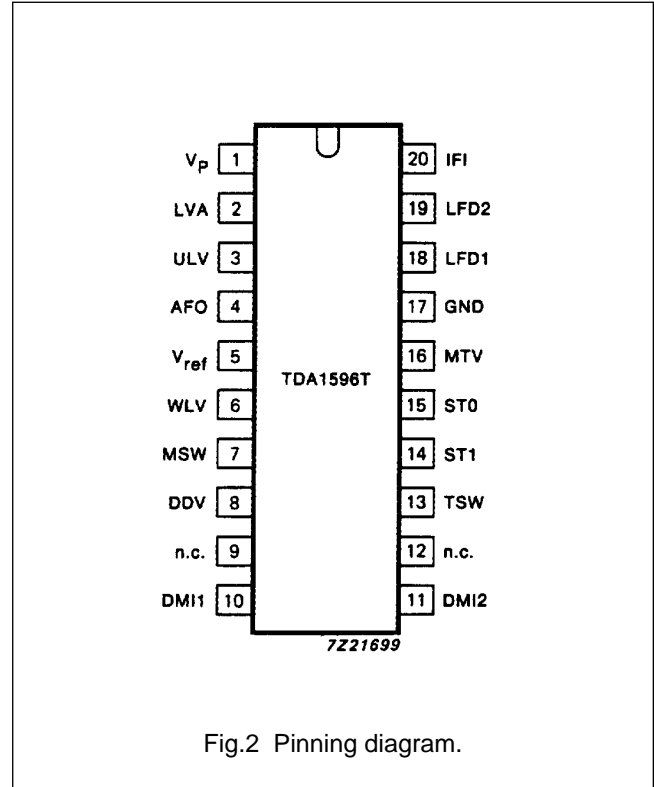 V_P 1 20 IFI
LVA 2 19 LFD2
ULV 3 18 LFD1
AFO 4 17 GND
V_ref 5 16 MTV
TDA1596T
WLV 6 15 ST0
MSW 7 14 ST1
DDV 8 13 TSW
n.c. 9 12 n.c.
DMI1 10 11 DMI2
7Z21699
Fig.2 Pinning diagram.